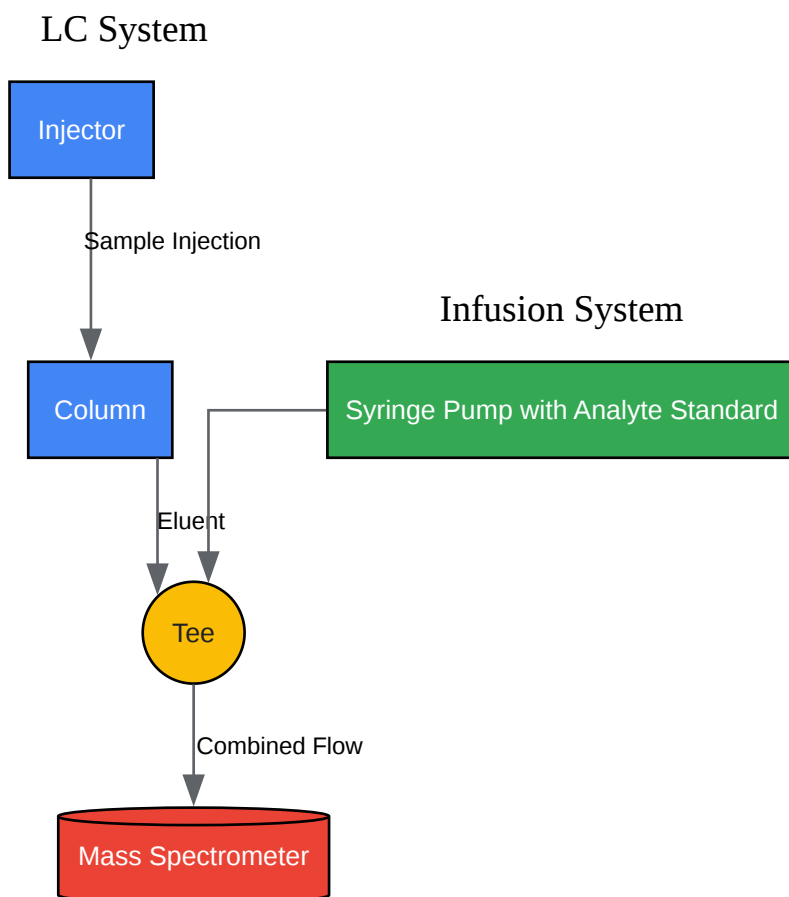 LC System
Injector
Sample Injection
Infusion System
Column
Syringe Pump with Analyte Standard
Eluent
Tee
Combined Flow
Mass Spectrometer